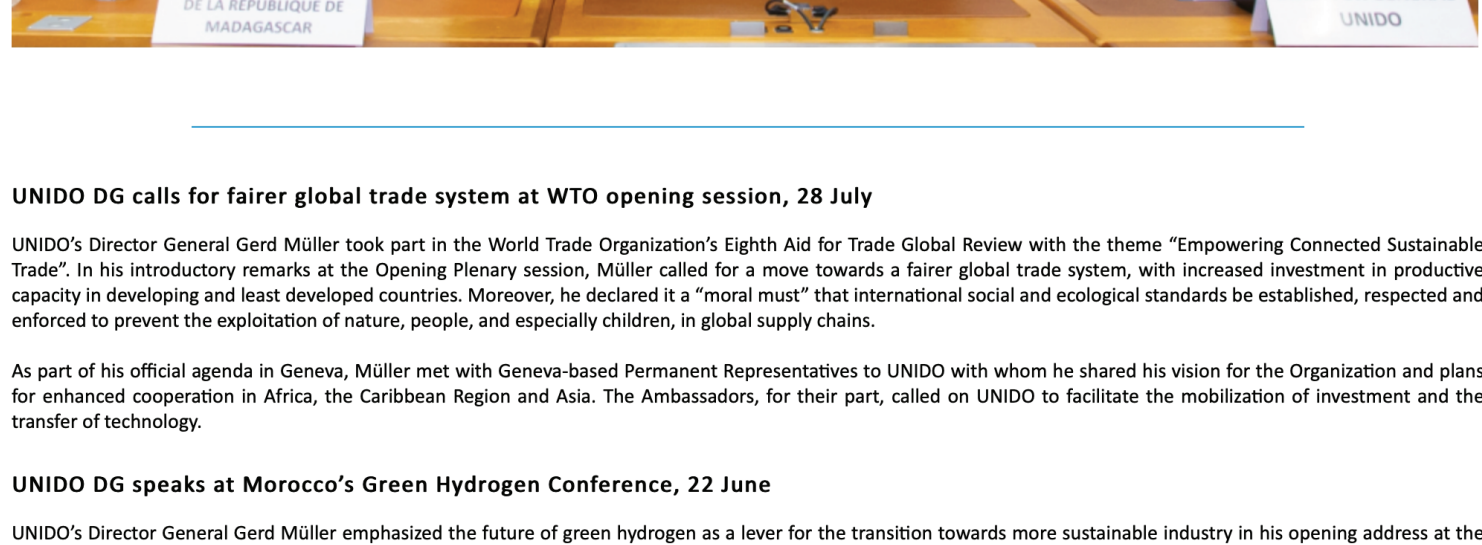 DE LA RÉPUBLIQUE DE
MADAGASCAR
UNIDO
UNIDO DG calls for fairer global trade system at WTO opening session, 28 July
UNIDO’s Director General Gerd Müller took part in the World Trade Organization’s Eighth Aid for Trade Global Review with the theme “Empowering Connected Sustainable
Trade”. In his introductory remarks at the Opening Plenary session, Müller called for a move towards a fairer global trade system, with increased investment in productive
capacity in developing and least developed countries. Moreover, he declared it a “moral must” that international social and ecological standards be established, respected and
enforced to prevent the exploitation of nature, people, and especially children, in global supply chains.
As part of his official agenda in Geneva, Müller met with Geneva-based Permanent Representatives to UNIDO with whom he shared his vision for the Organization and plans
for enhanced cooperation in Africa, the Caribbean Region and Asia. The Ambassadors, for their part, called on UNIDO to facilitate the mobilization of investment and the
transfer of technology.
UNIDO DG speaks at Morocco’s Green Hydrogen Conference, 22 June
UNIDO’s Director General Gerd Müller emphasized the future of green hydrogen as a lever for the transition towards more sustainable industry in his opening address at the